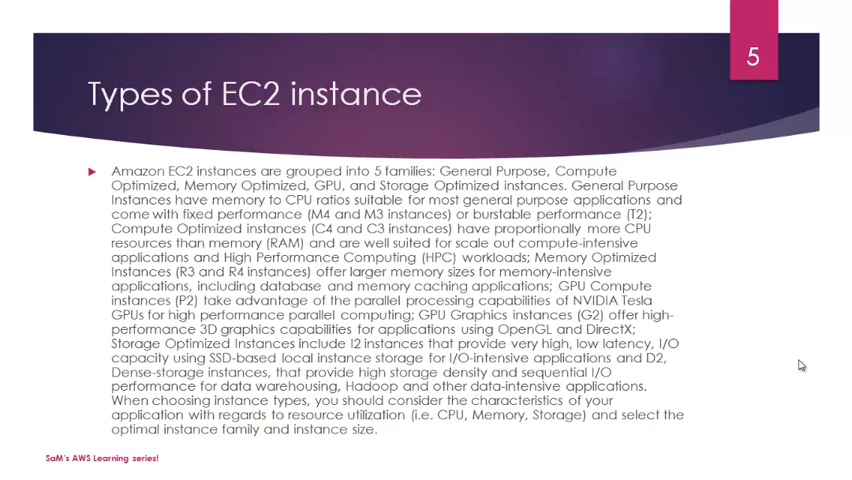 5
Types of EC2 instance
Amazon EC2 instances are grouped into 5 families: General Purpose, Compute
Optimized, Memory Optimized, GPU, and Storage Optimized instances. General Purpose
Instances have memory to CPU ratios suitable for most general purpose applications and
come with fixed performance (M4 and M3 instances) or burstable performance (T2);
Compute Optimized instances (C4 and C3 instances) have proportionally more CPU
resources than memory (RAM) and are well suited for scale out compute-intensive
applications and High Performance Computing (HPC) workloads; Memory Optimized
Instances (R3 and R4 instances) offer larger memory sizes for memory-intensive
applications, including database and memory caching applications; GPU Compute
instances (P2) take advantage of the parallel processing capabilities of NVIDIA Tesla
GPUs for high performance parallel computing; GPU Graphics instances (G2) offer high-
performance 3D graphics capabilities for applications using OpenGL and DirectX;
Storage Optimized Instances include I2 instances that provide very high, low latency, I/O
capacity using SSD-based local instance storage for I/O-intensive applications and D2,
Dense-storage instances, that provide high storage density and sequential I/O
performance for data warehousing, Hadoop and other data-intensive applications.
When choosing instance types, you should consider the characteristics of your
application with regards to resource utilization (i.e. CPU, Memory, Storage) and select the
optimal instance family and instance size.
SaM's AWS Learning series!